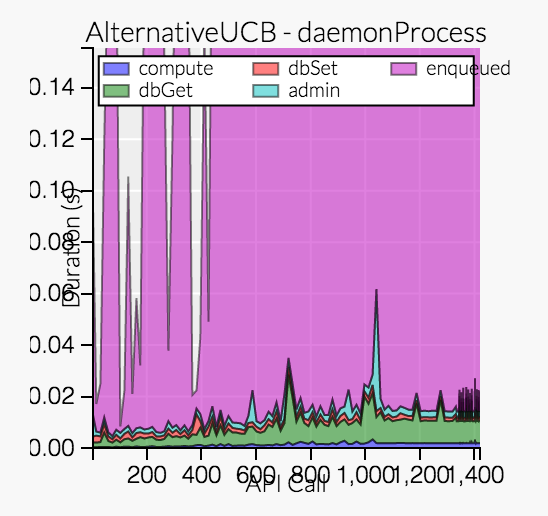 AlternativeUCB - daemonProcess
compute dbSet enqueued
dbGet admin
0.14
0.12
0.10
0.08
0.06
0.04
0.02
0.00
Duration (s)
200 400 600 800 1,000 1,200 1,400
API Call